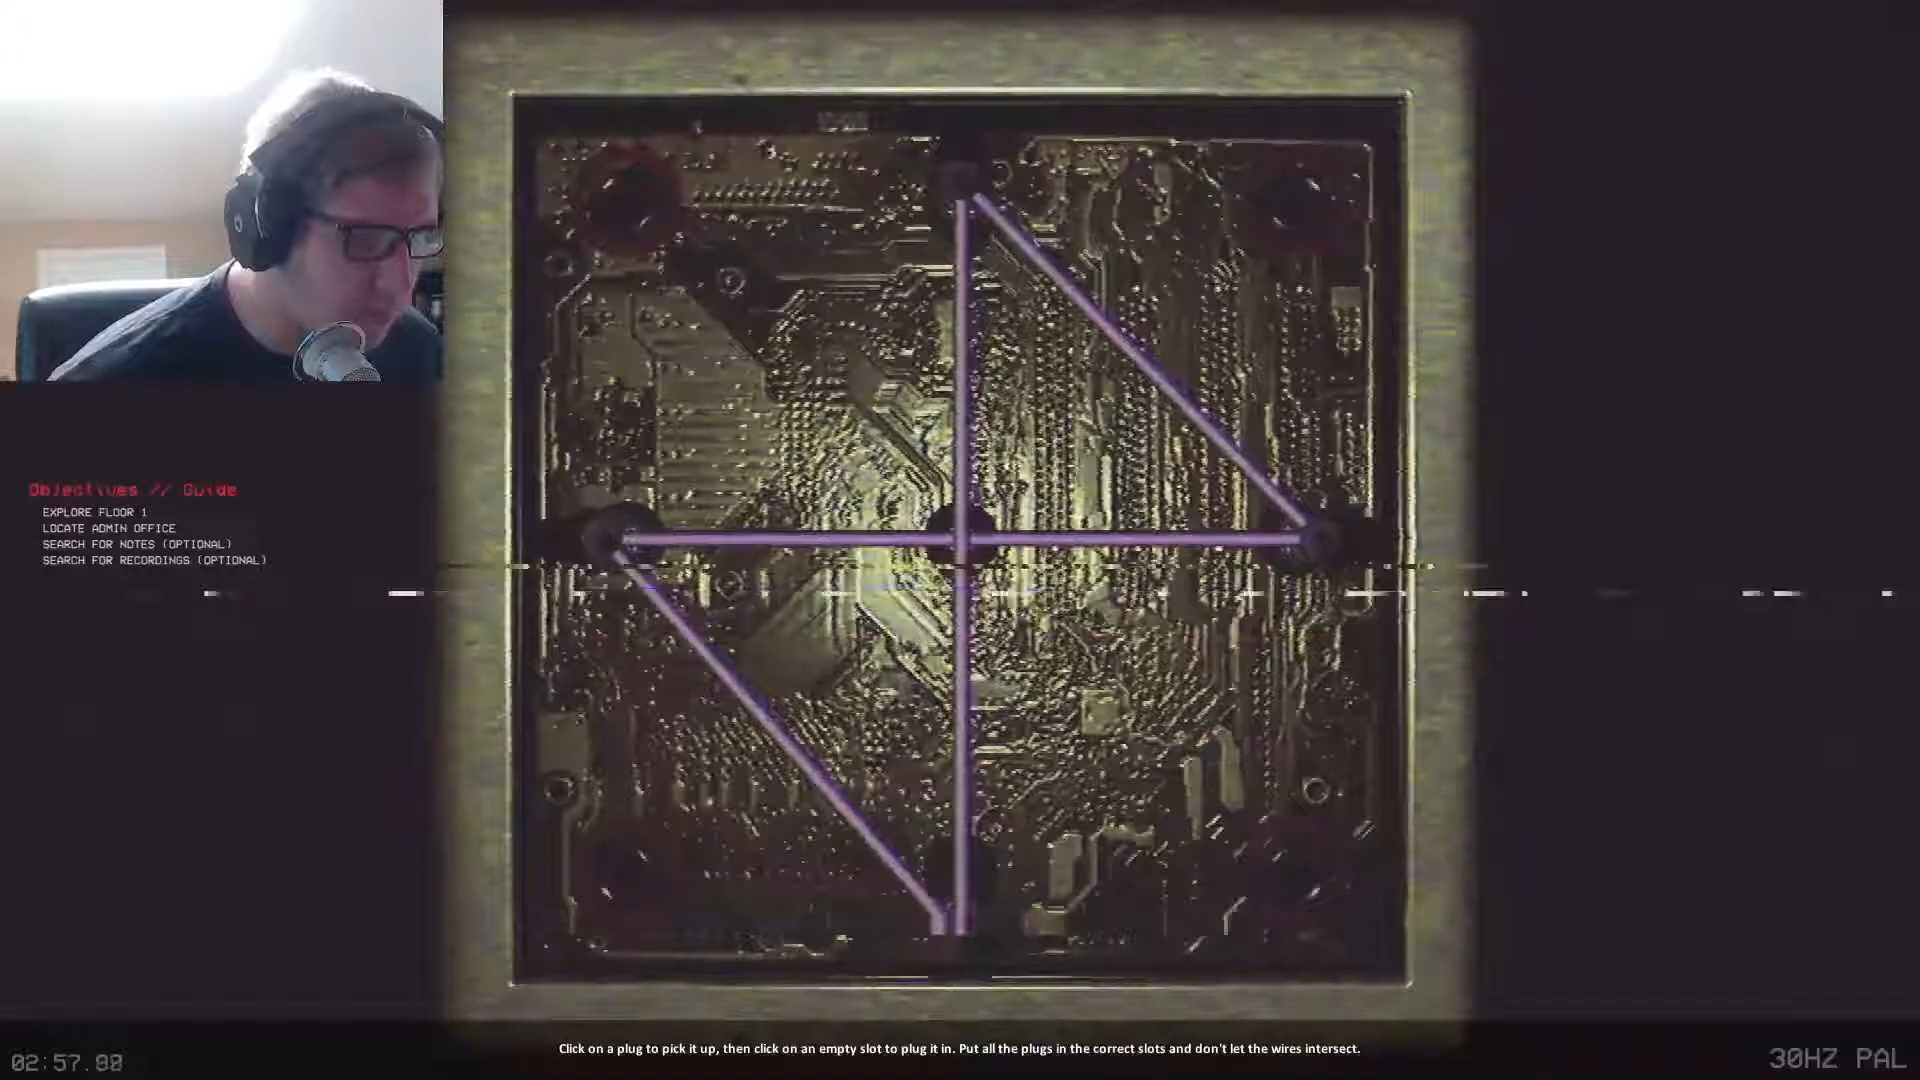 Objectives // Guide
EXPLORE FLOOR 1
LOCATE ADMIN OFFICE
SEARCH FOR NOTES (OPTIONAL)
SEARCH FOR RECORDINGS (OPTIONAL)
Click on a plug to pick it up, then click on an empty slot to plug it in. Put all the plugs in the correct slots and don't let the wires intersect.
02:57.88
30HZ PAL